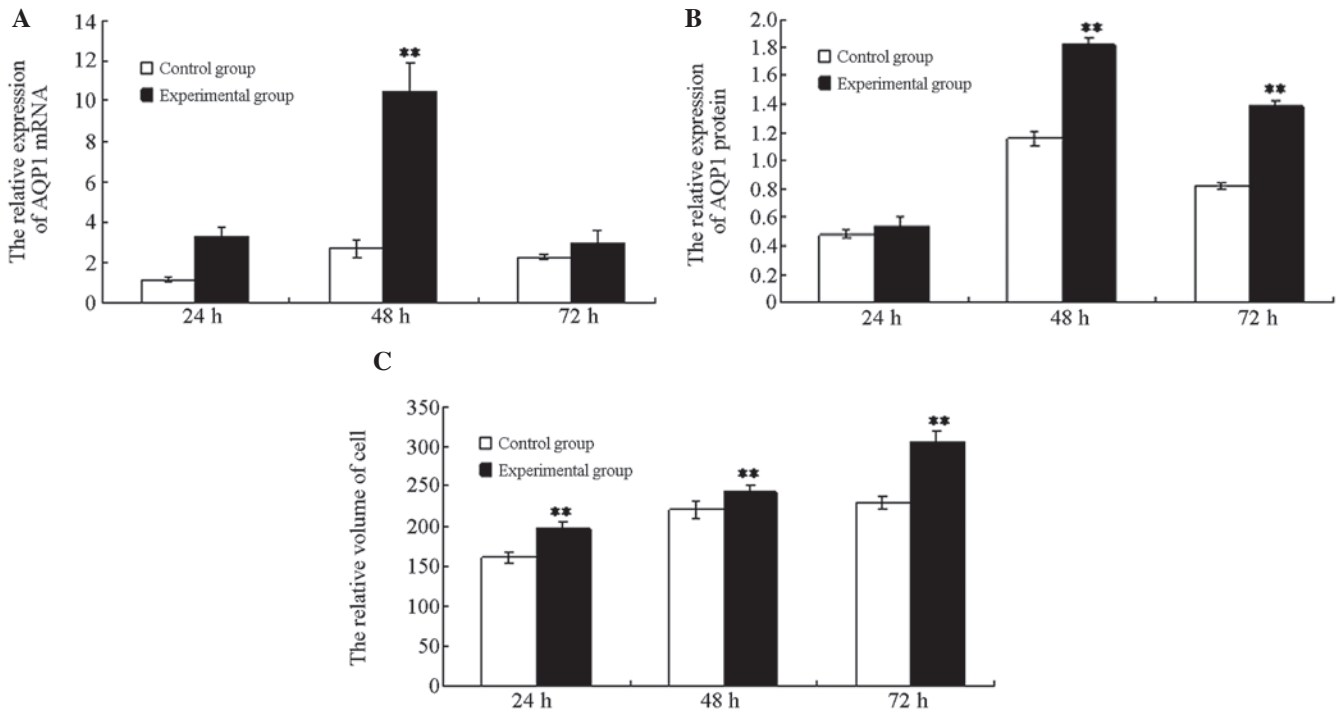 A
The relative expression
of AQP1 mRNA
14
12
10
8
6
4
2
0
Control group
Experimental group
**
24 h 48 h 72 h
B
The relative expression
of AQP1 protein
2.0
1.8
1.6
1.4
1.2
1.0
0.8
0.6
0.4
0.2
0
Control group
Experimental group
** **
24 h 48 h 72 h
C
The relative volume of cell
350
300
250
200
150
100
50
0
Control group
Experimental group
** ** **
24 h 48 h 72 h